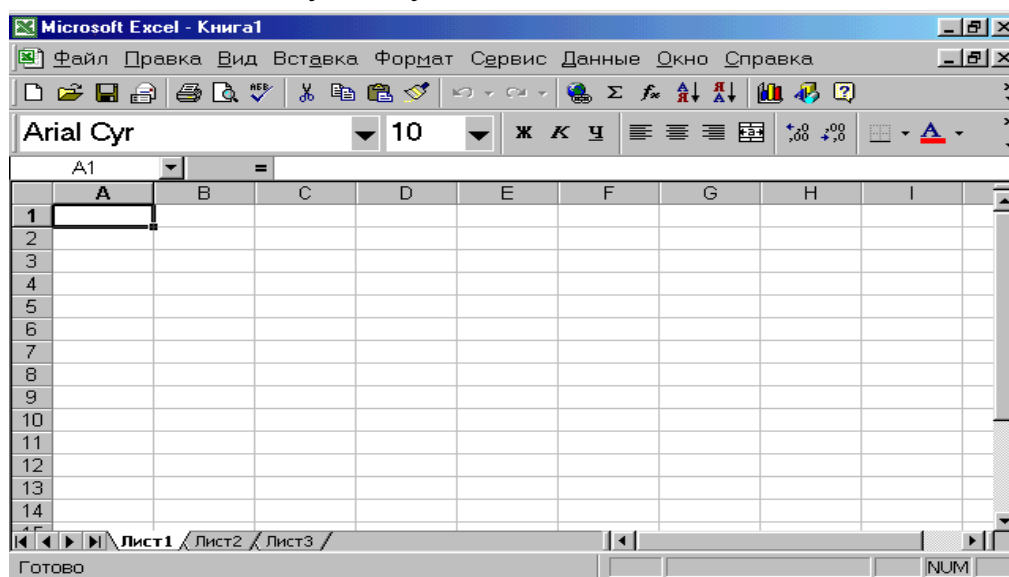 Microsoft Excel - Книга1
Файл Правка Вид Вставка Формат Сервис Данные Окно Справка
Arial Cyr 10 Ж К Ч
A1 =
A B C D E F G H I
1
2
3
4
5
6
7
8
9
10
11
12
13
14
15
Лист1 Лист2 Лист3
Готово NUM